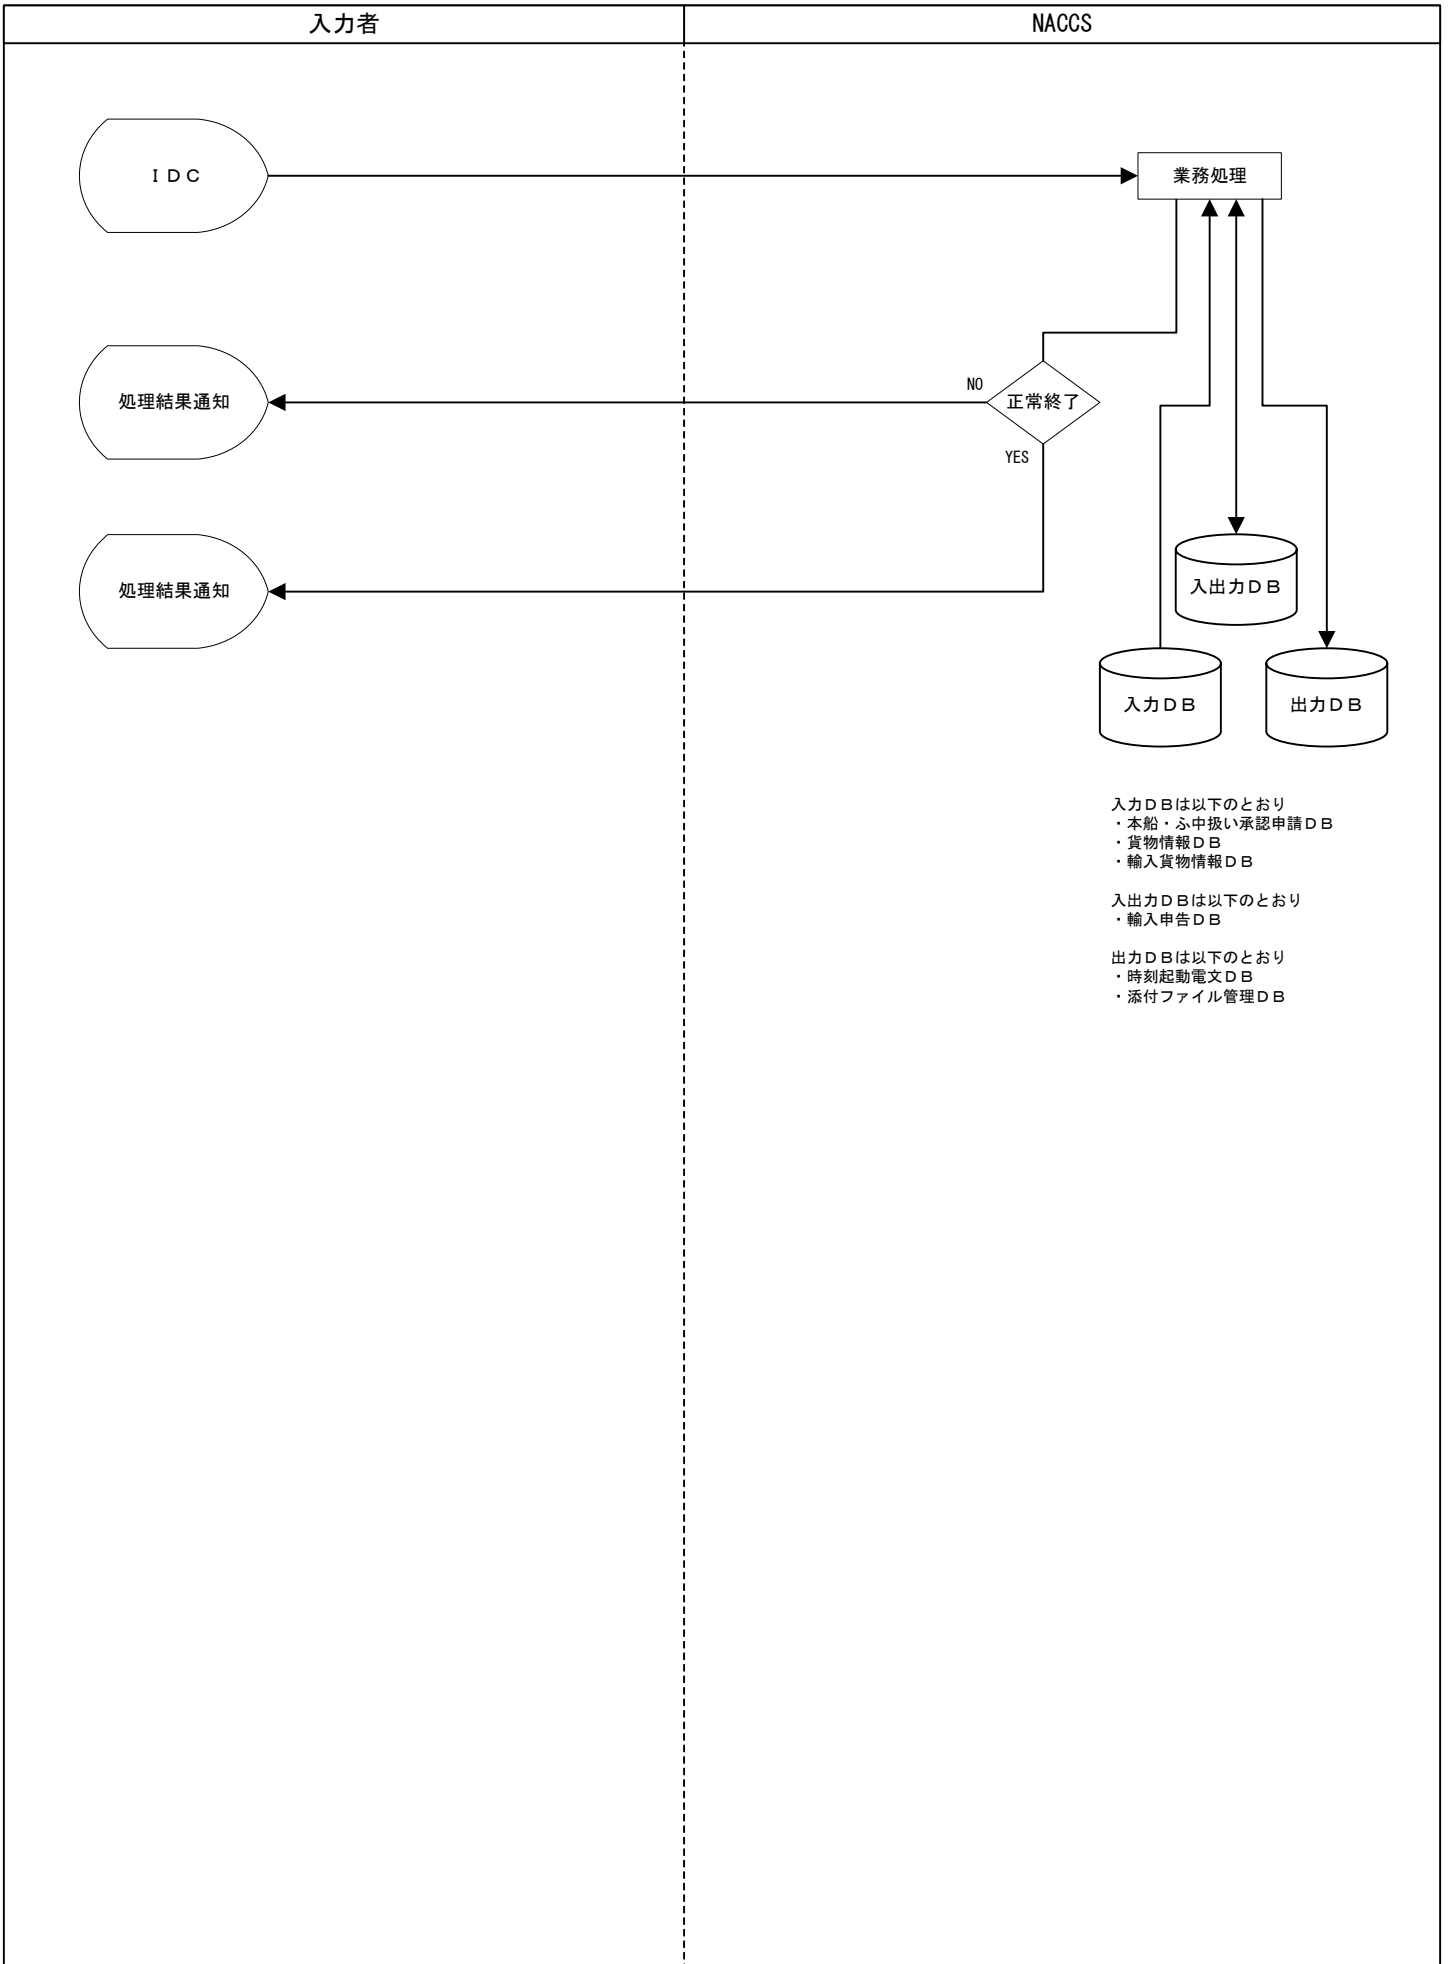 入力者
NACCS
ＩＤＣ
業務処理
処理結果通知
NO
正常終了
YES
処理結果通知
入出力ＤＢ
入力ＤＢ
出力ＤＢ
入力ＤＢは以下のとおり
・本船・ふ中扱い承認申請ＤＢ
・貨物情報ＤＢ
・輸入貨物情報ＤＢ
入出力ＤＢは以下のとおり
・輸入申告ＤＢ
出力ＤＢは以下のとおり
・時刻起動電文ＤＢ
・添付ファイル管理ＤＢ